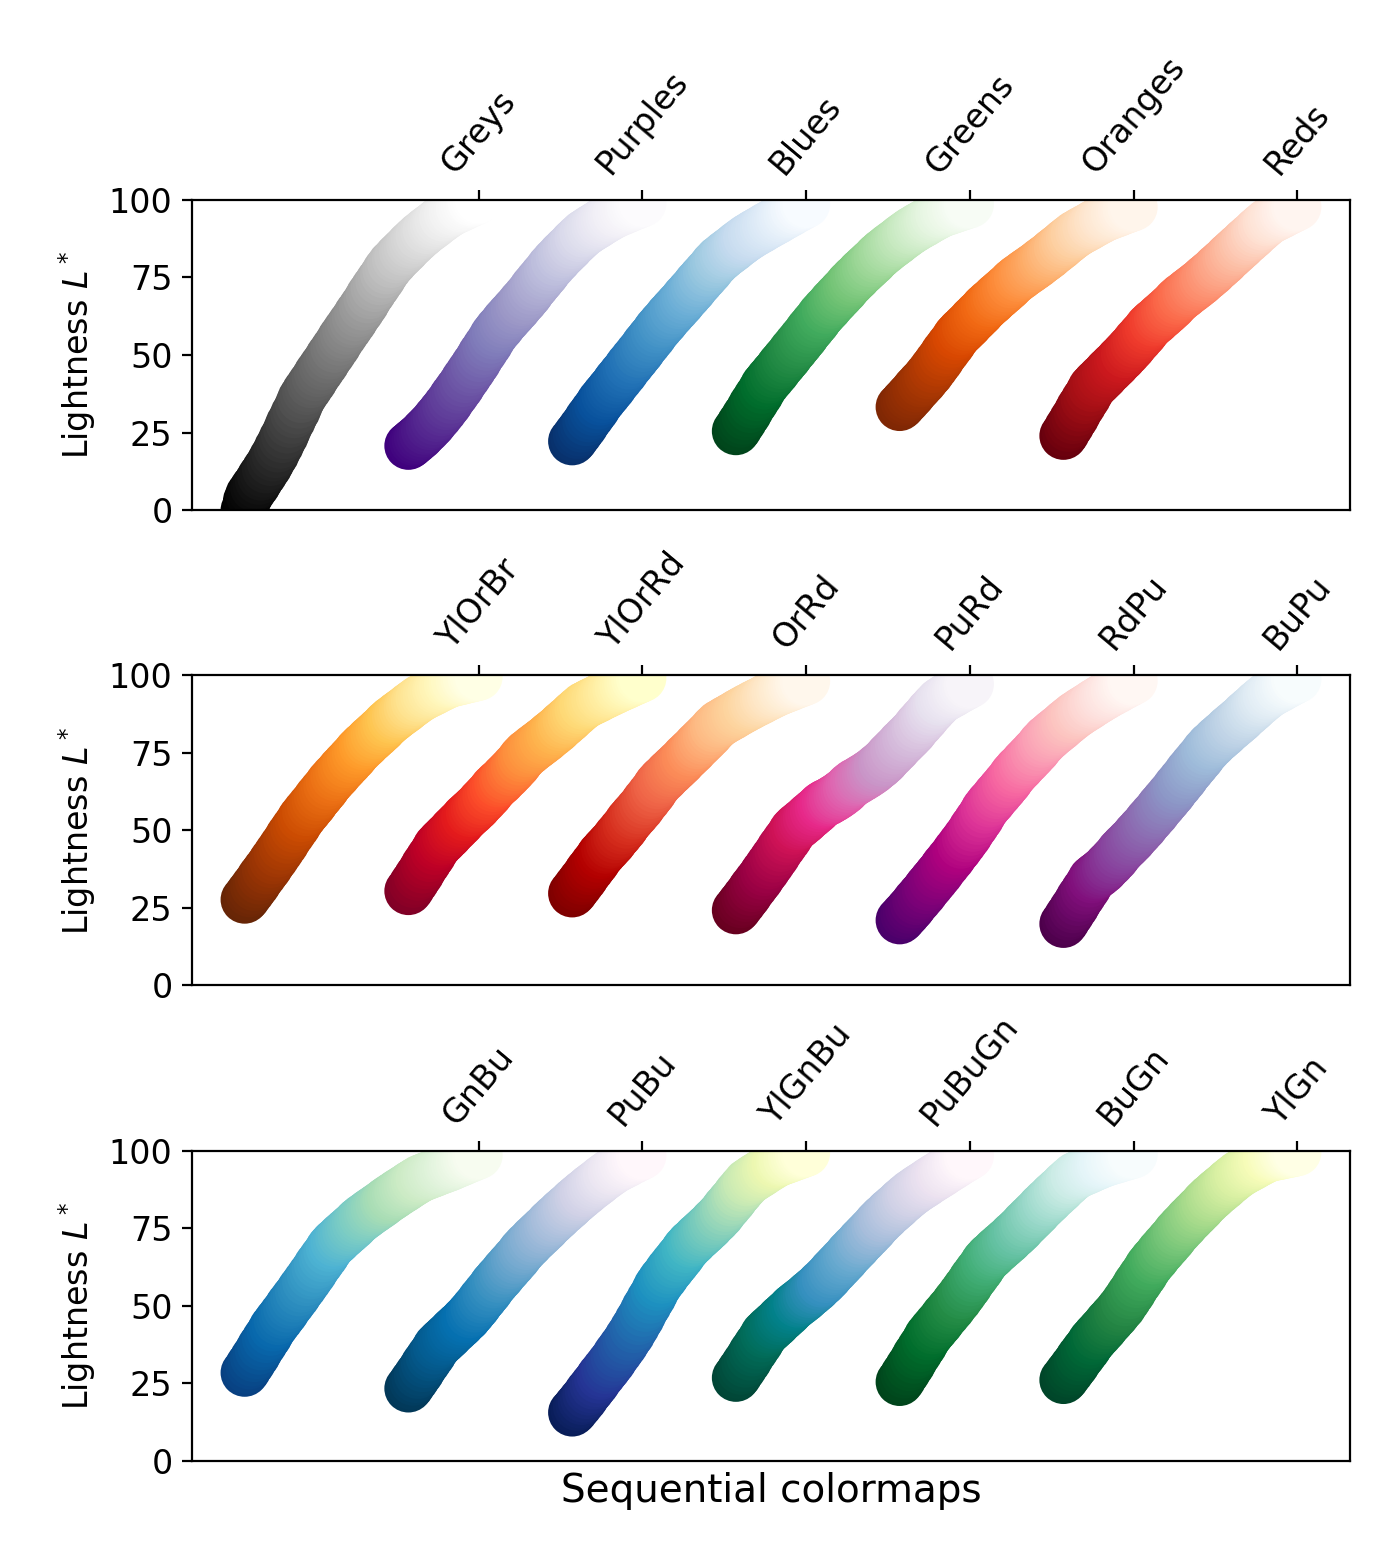 Greys Purples Blues Greens Oranges Reds
100
75
50
25
0
Lightness L*
YlOrBr YlOrRd OrRd PuRd RdPu BuPu
100
75
50
25
0
Lightness L*
GnBu PuBu YlGnBu PuBuGn BuGn YlGn
100
75
50
25
0
Lightness L*
Sequential colormaps